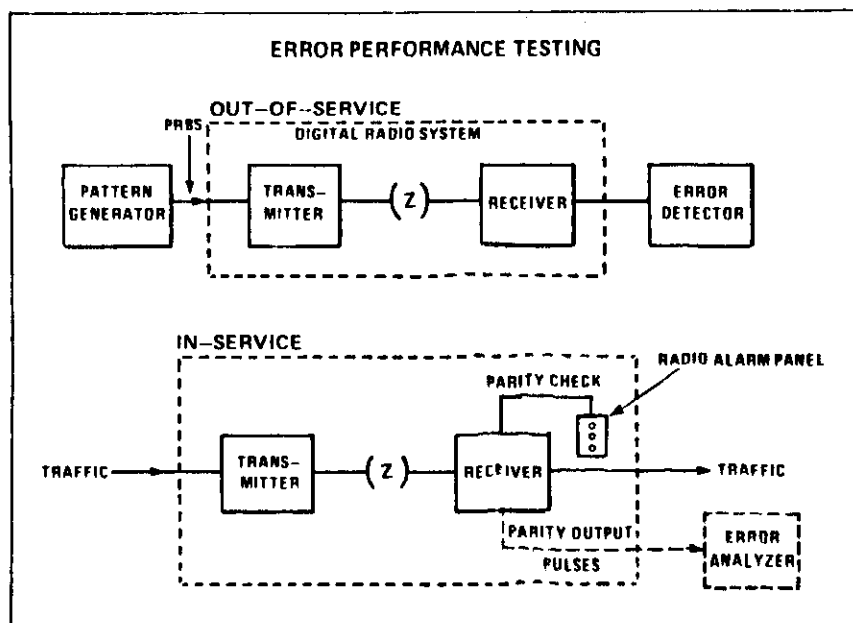 ERROR PERFORMANCE TESTING
OUT-OF-SERVICE
PRBS
DIGITAL RADIO SYSTEM
PATTERN
GENERATOR
TRANS-
MITTER
(Z)
RECEIVER
ERROR
DETECTOR
IN-SERVICE
RADIO ALARM PANEL
PARITY CHECK
TRAFFIC
TRANS-
MITTER
(Z)
RECEIVER
TRAFFIC
PARITY OUTPUT
PULSES
ERROR
ANALYZER